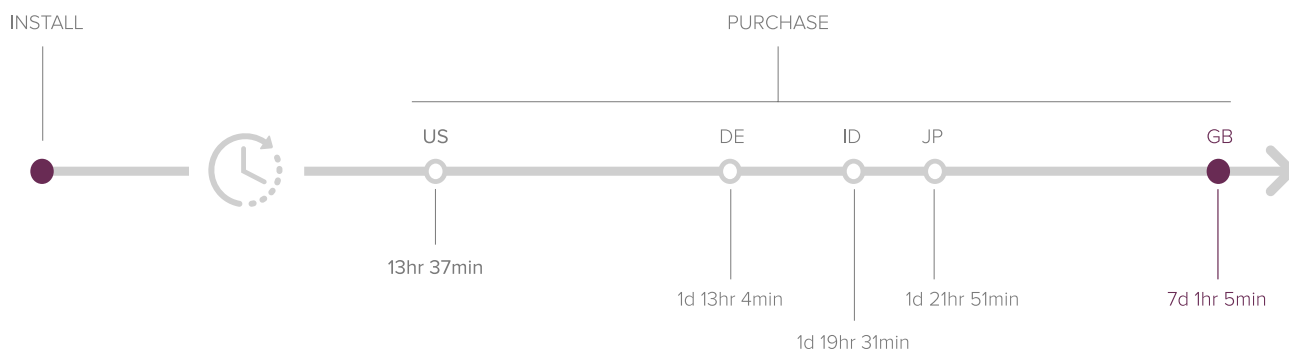 INSTALL
PURCHASE
US
DE
ID
JP
GB
13hr 37min
1d 13hr 4min
1d 21hr 51min
7d 1hr 5min
1d 19hr 31min